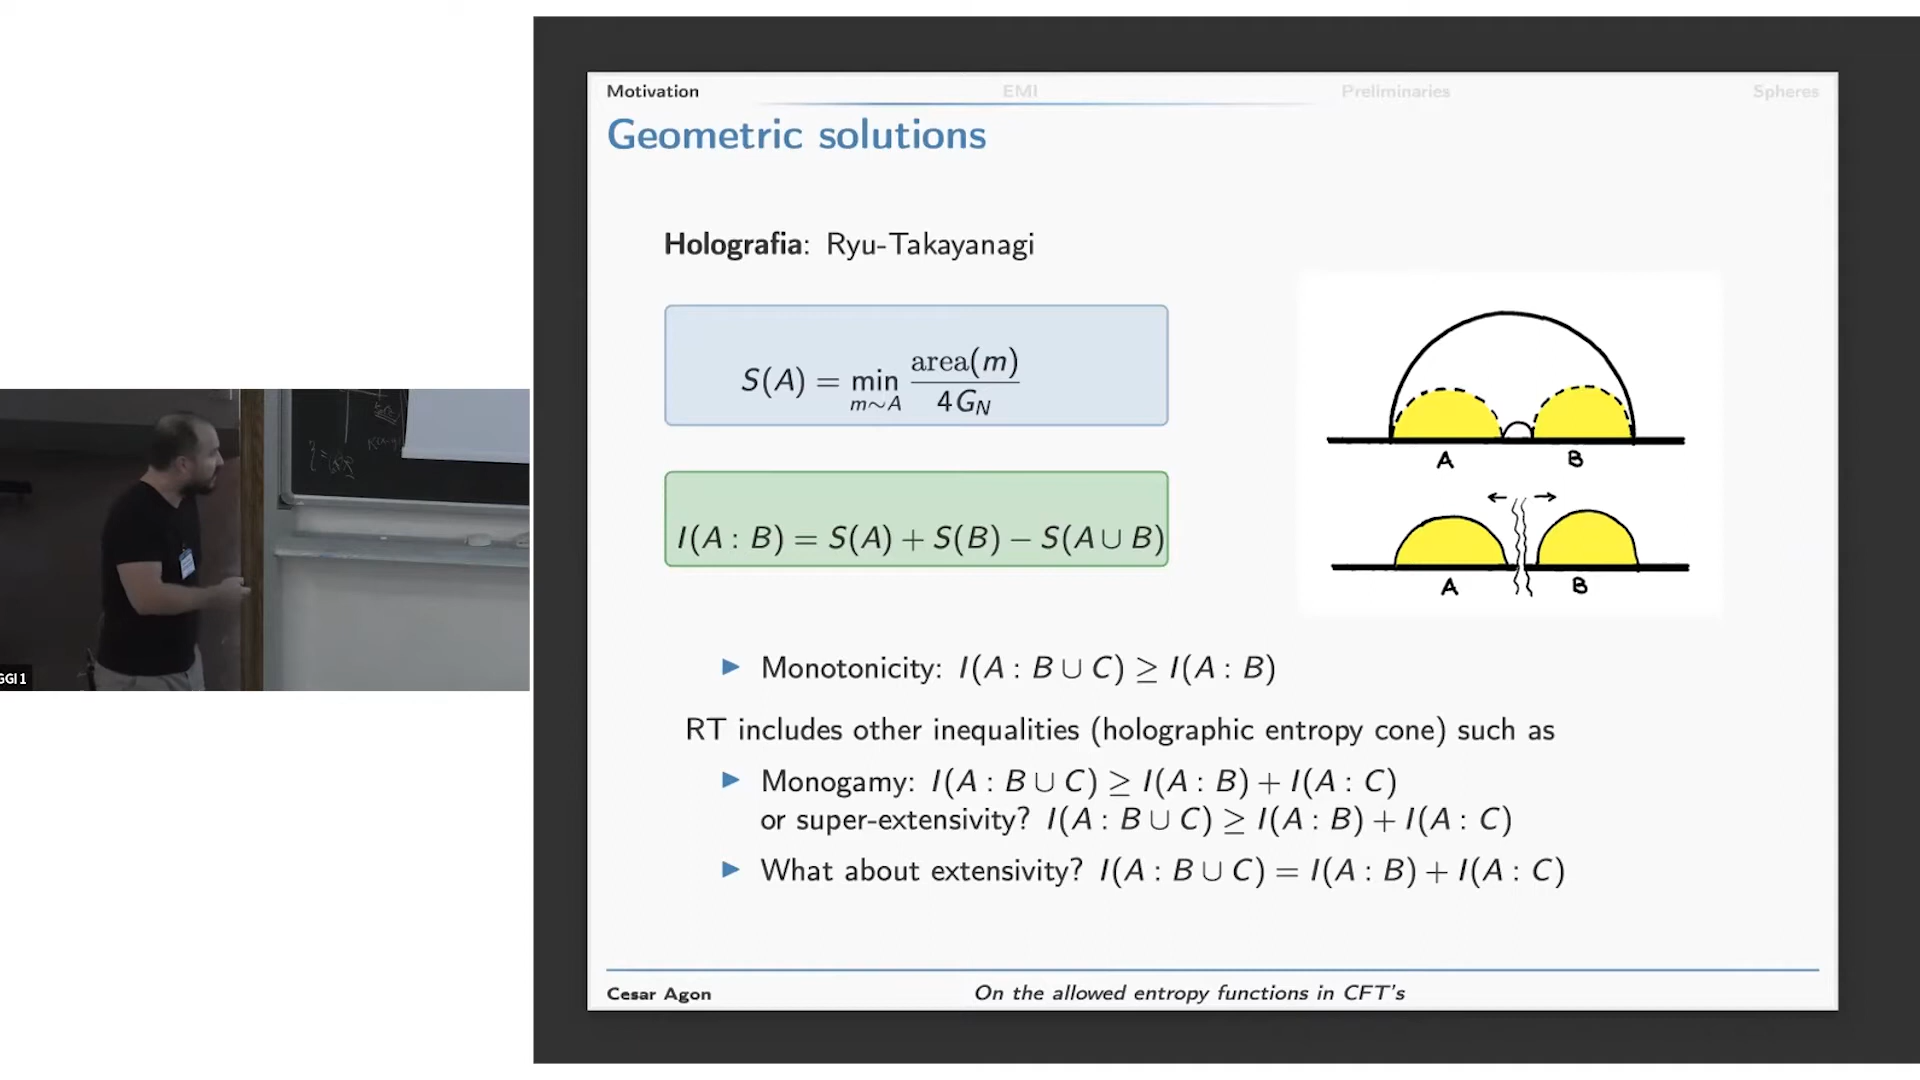 Motivation EMI Preliminaries Spheres
Geometric solutions
Holografia: Ryu-Takayanagi
S(A) = min_{m∼A} area(m) / 4G_N
I(A : B) = S(A) + S(B) − S(A ∪ B)
A B
A B
▶ Monotonicity: I(A : B ∪ C) ≥ I(A : B)
RT includes other inequalities (holographic entropy cone) such as
▶ Monogamy: I(A : B ∪ C) ≥ I(A : B) + I(A : C)
or super-extensivity? I(A : B ∪ C) ≥ I(A : B) + I(A : C)
▶ What about extensivity? I(A : B ∪ C) = I(A : B) + I(A : C)
Cesar Agon On the allowed entropy functions in CFT's
GGI 1